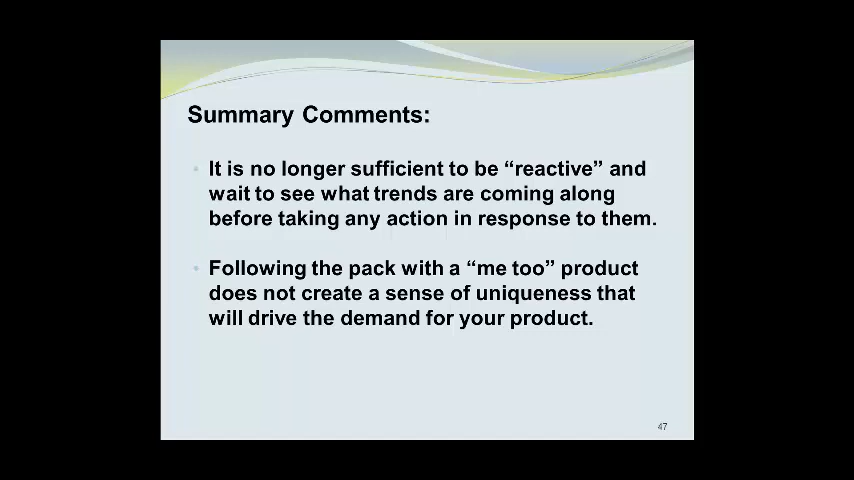 Summary Comments:
It is no longer sufficient to be “reactive” and
wait to see what trends are coming along
before taking any action in response to them.
Following the pack with a “me too” product
does not create a sense of uniqueness that
will drive the demand for your product.
47